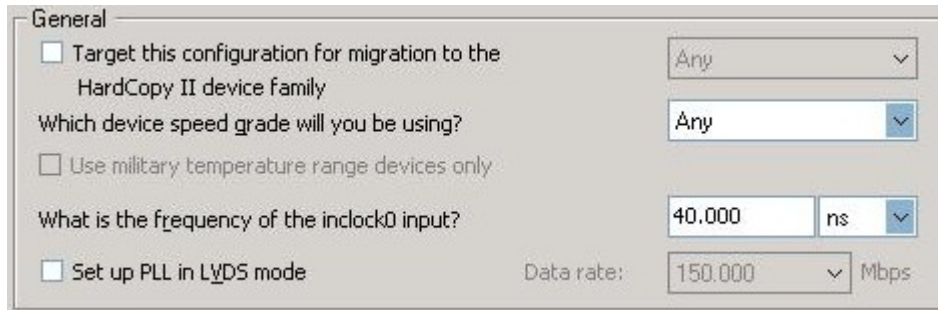 General
Target this configuration for migration to the Any
HardCopy II device family
Which device speed grade will you be using? Any
Use military temperature range devices only
What is the frequency of the inclock0 input? 40.000 ns
Set up PLL in LVDS mode Data rate: 150.000 Mbps